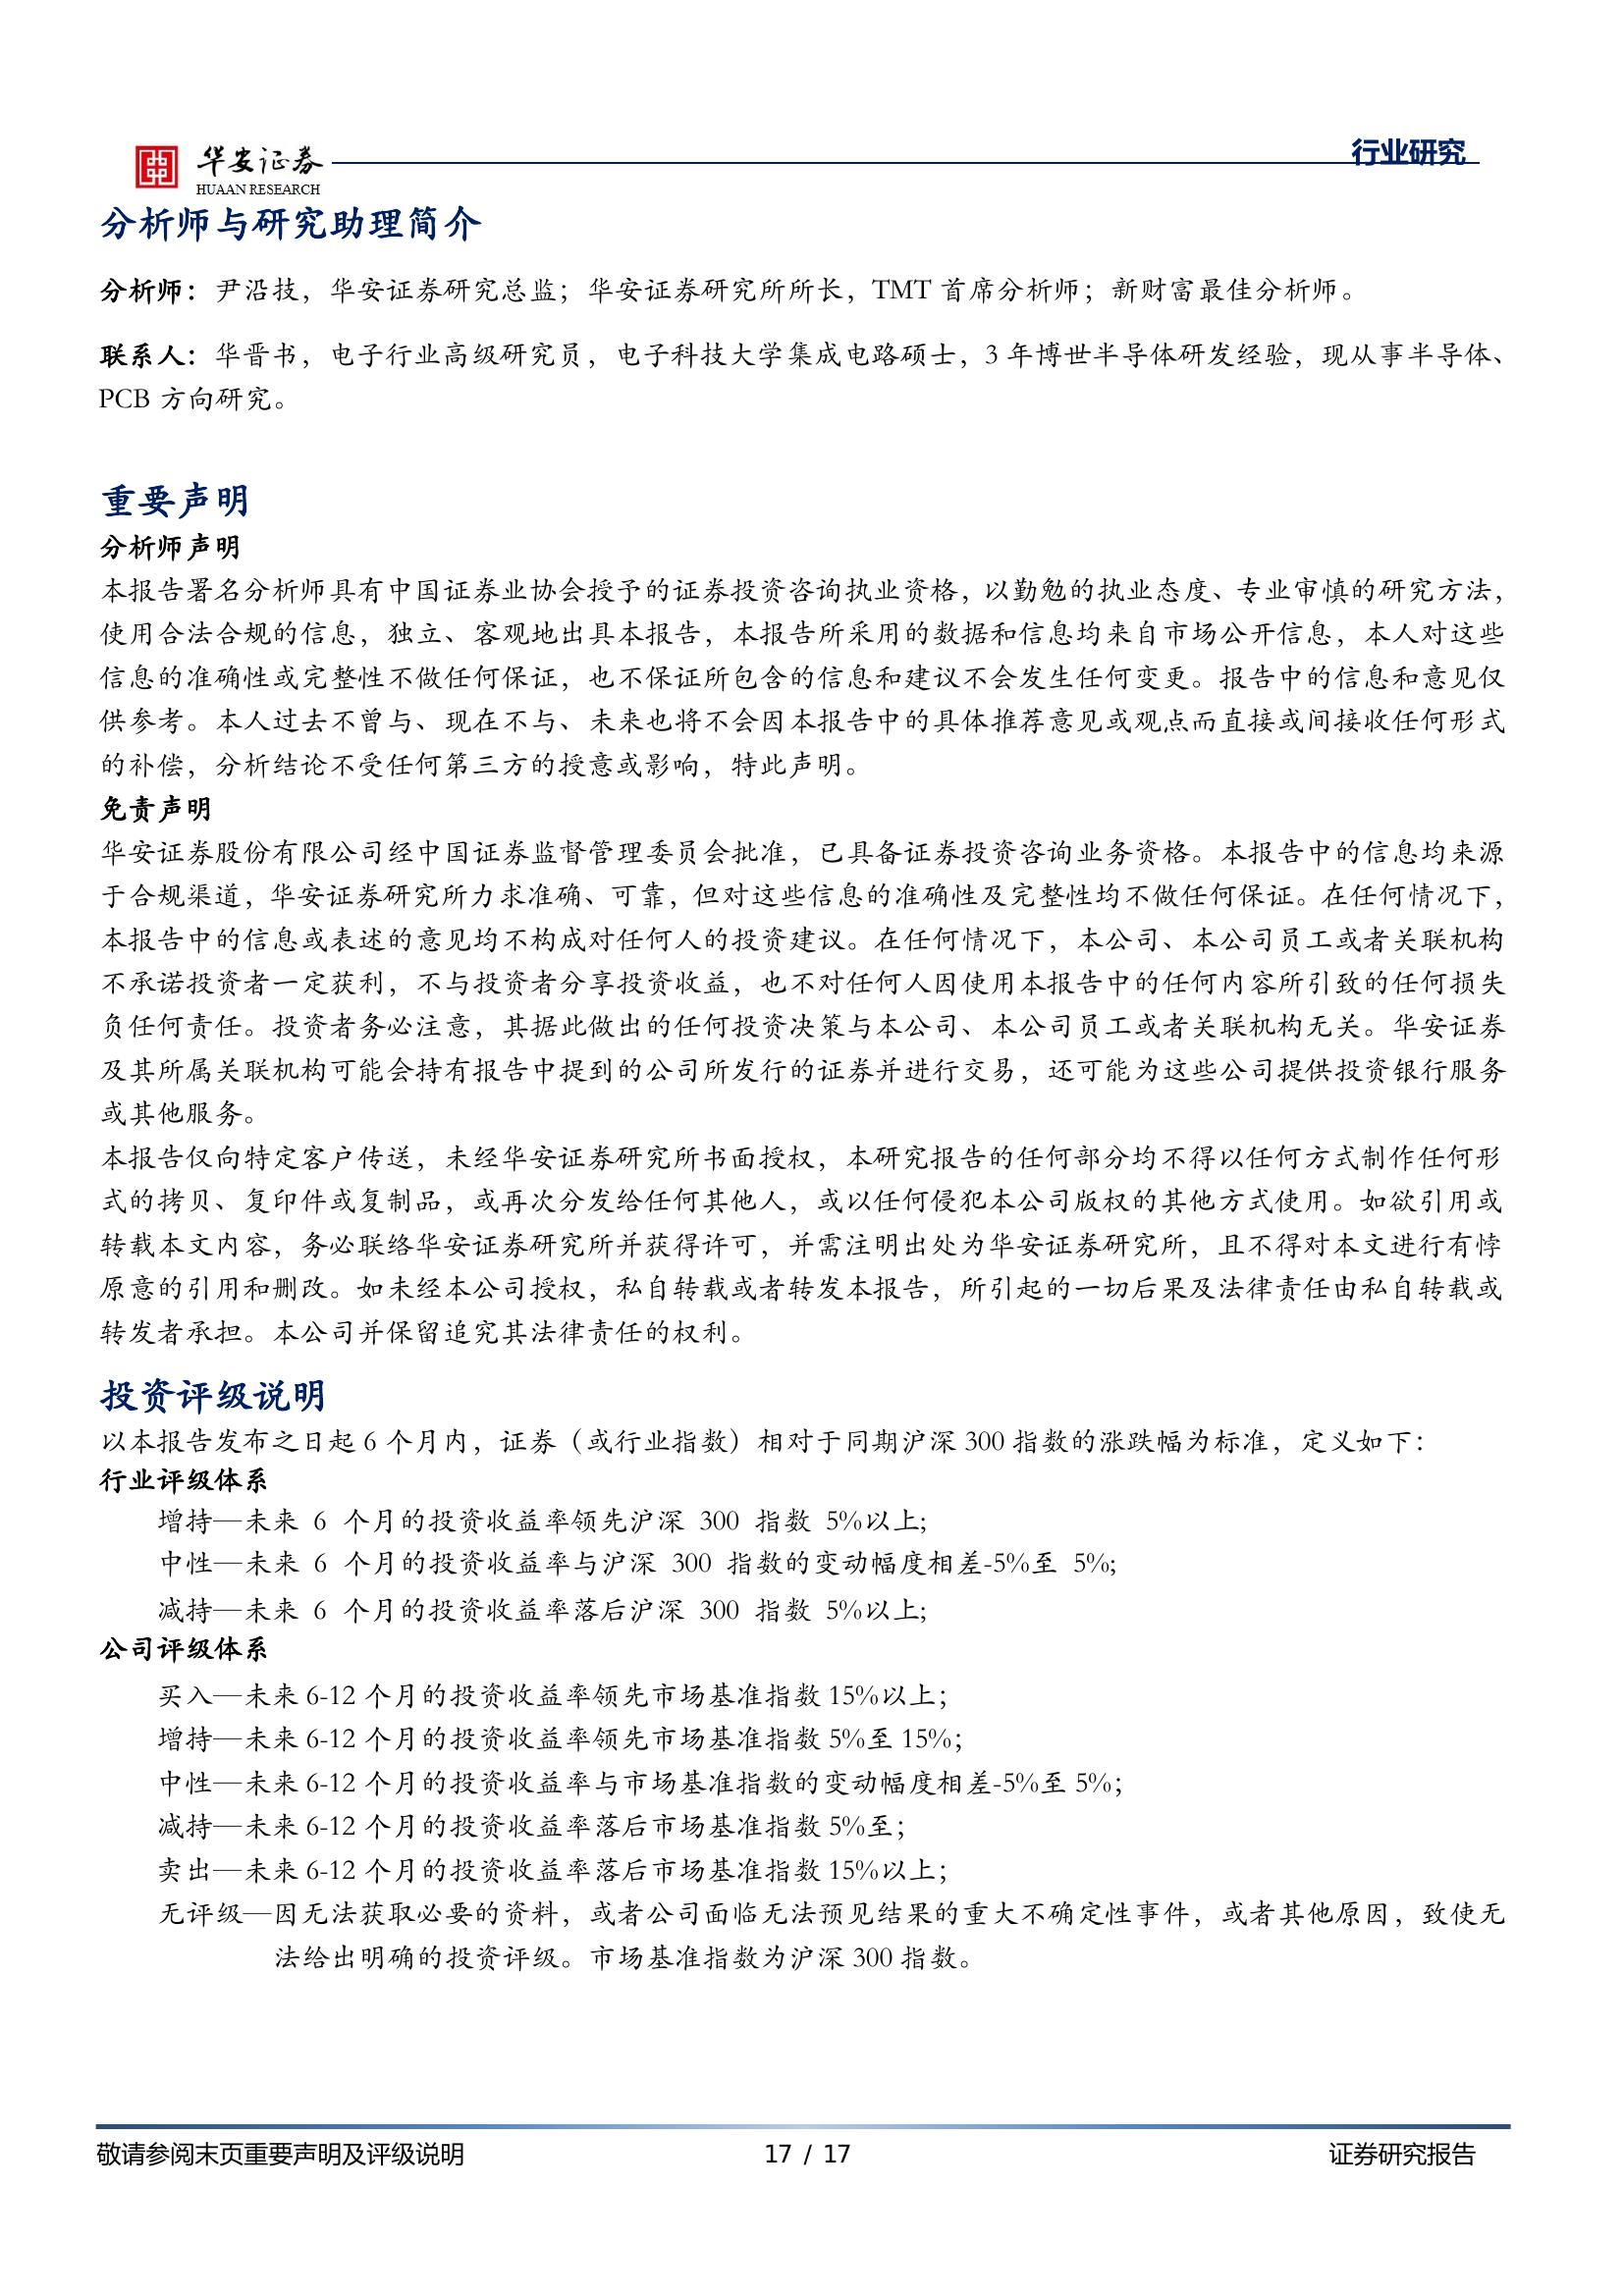 华安证券
HUAAN RESEARCH
行业研究
分析师与研究助理简介
分析师：尹沿技，华安证券研究总监；华安证券研究所所长，TMT 首席分析师；新财富最佳分析师。
联系人：华晋书，电子行业高级研究员，电子科技大学集成电路硕士，3 年博世半导体研发经验，现从事半导体、
PCB 方向研究。
重要声明
分析师声明
本报告署名分析师具有中国证券业协会授予的证券投资咨询执业资格，以勤勉的执业态度、专业审慎的研究方法，
使用合法合规的信息，独立、客观地出具本报告，本报告所采用的数据和信息均来自市场公开信息，本人对这些
信息的准确性或完整性不做任何保证，也不保证所包含的信息和建议不会发生任何变更。报告中的信息和意见仅
供参考。本人过去不曾与、现在不与、未来也将不会因本报告中的具体推荐意见或观点而直接或间接收任何形式
的补偿，分析结论不受任何第三方的授意或影响，特此声明。
免责声明
华安证券股份有限公司经中国证券监督管理委员会批准，已具备证券投资咨询业务资格。本报告中的信息均来源
于合规渠道，华安证券研究所力求准确、可靠，但对这些信息的准确性及完整性均不做任何保证。在任何情况下，
本报告中的信息或表述的意见均不构成对任何人的投资建议。在任何情况下，本公司、本公司员工或者关联机构
不承诺投资者一定获利，不与投资者分享投资收益，也不对任何人因使用本报告中的任何内容所引致的任何损失
负任何责任。投资者务必注意，其据此做出的任何投资决策与本公司、本公司员工或者关联机构无关。华安证券
及其所属关联机构可能会持有报告中提到的公司所发行的证券并进行交易，还可能为这些公司提供投资银行服务
或其他服务。
本报告仅向特定客户传送，未经华安证券研究所书面授权，本研究报告的任何部分均不得以任何方式制作任何形
式的拷贝、复印件或复制品，或再次分发给任何其他人，或以任何侵犯本公司版权的其他方式使用。如欲引用或
转载本文内容，务必联络华安证券研究所并获得许可，并需注明出处为华安证券研究所，且不得对本文进行有悖
原意的引用和删改。如未经本公司授权，私自转载或者转发本报告，所引起的一切后果及法律责任由私自转载或
转发者承担。本公司并保留追究其法律责任的权利。
投资评级说明
以本报告发布之日起 6 个月内，证券（或行业指数）相对于同期沪深 300 指数的涨跌幅为标准，定义如下：
行业评级体系
增持—未来 6 个月的投资收益率领先沪深 300 指数 5%以上;
中性—未来 6 个月的投资收益率与沪深 300 指数的变动幅度相差-5%至 5%;
减持—未来 6 个月的投资收益率落后沪深 300 指数 5%以上;
公司评级体系
买入—未来 6-12 个月的投资收益率领先市场基准指数 15%以上；
增持—未来 6-12 个月的投资收益率领先市场基准指数 5%至 15%；
中性—未来 6-12 个月的投资收益率与市场基准指数的变动幅度相差-5%至 5%；
减持—未来 6-12 个月的投资收益率落后市场基准指数 5%至；
卖出—未来 6-12 个月的投资收益率落后市场基准指数 15%以上；
无评级—因无法获取必要的资料，或者公司面临无法预见结果的重大不确定性事件，或者其他原因，致使无
法给出明确的投资评级。市场基准指数为沪深 300 指数。
敬请参阅末页重要声明及评级说明
17 / 17
证券研究报告